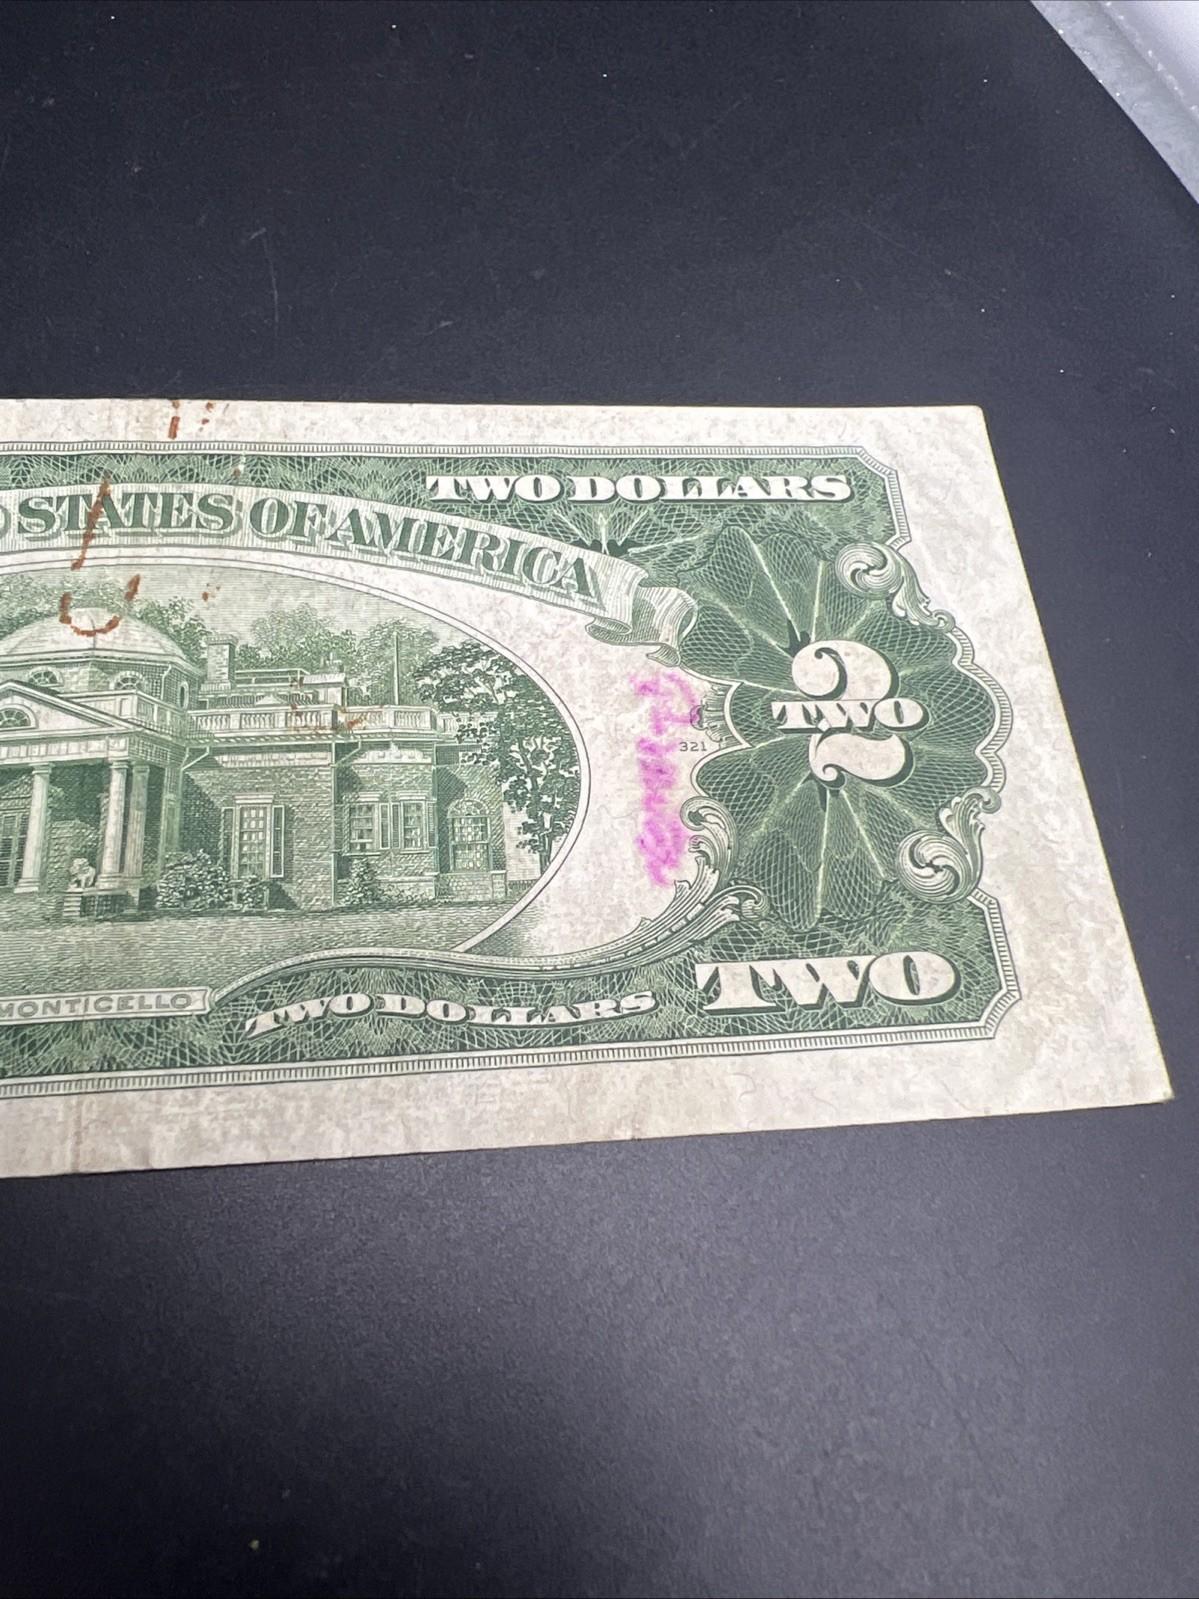 TWO DOLLARS
STATES OF AMERICA
2
TWO
321
MONTICELLO
TWO DOLLARS
TWO